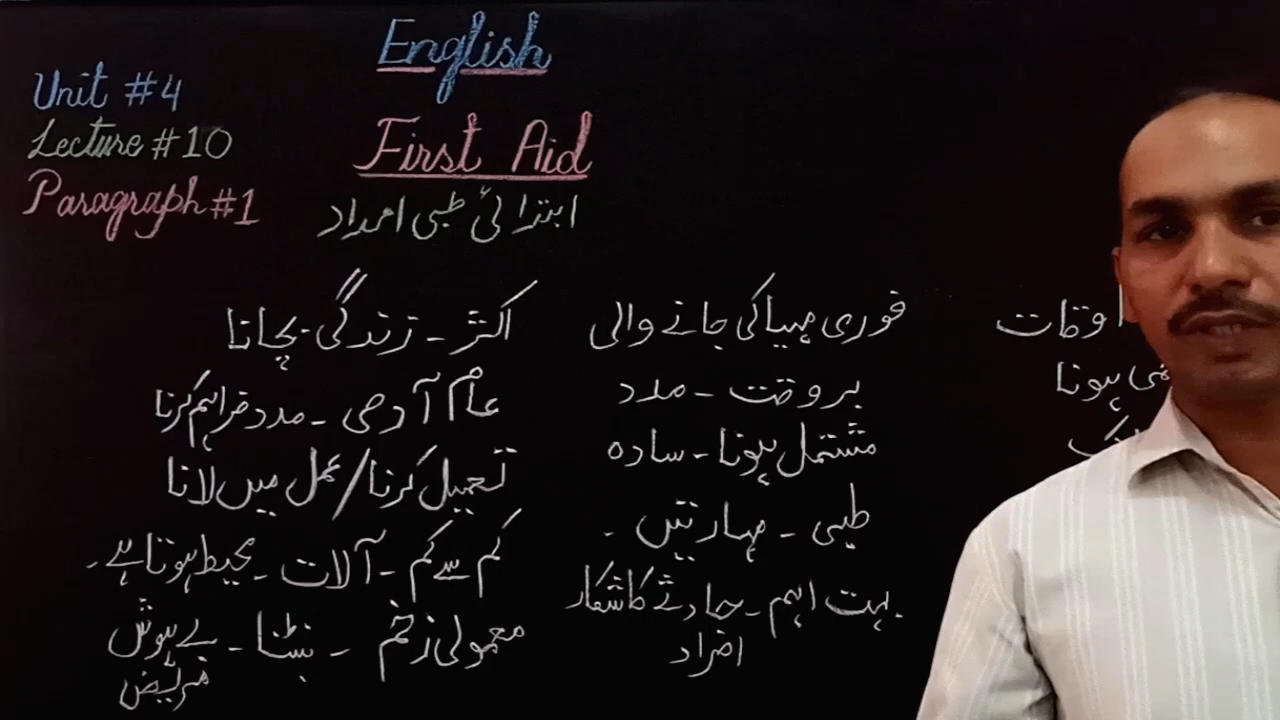 English
Unit #4
Lecture #10
Paragraph #1
First Aid
ابتدائی طبی امداد
اوقات
ہونا
فوری مہیا کی جانے والی
بروقت - مدد
مشتمل ہونا - سادہ
طبی - مہارتیں -
بہت اہم - حادثے کا شکار
افراد
اکثر - زندگی بچانا
عام آدمی - مدد فراہم کرنا
تعمیل کرنا / عمل میں لانا
کم سے کم - آلات - محیط ہوتا ہے -
معمولی زخم - نبٹنا - بے ہوش
مریض